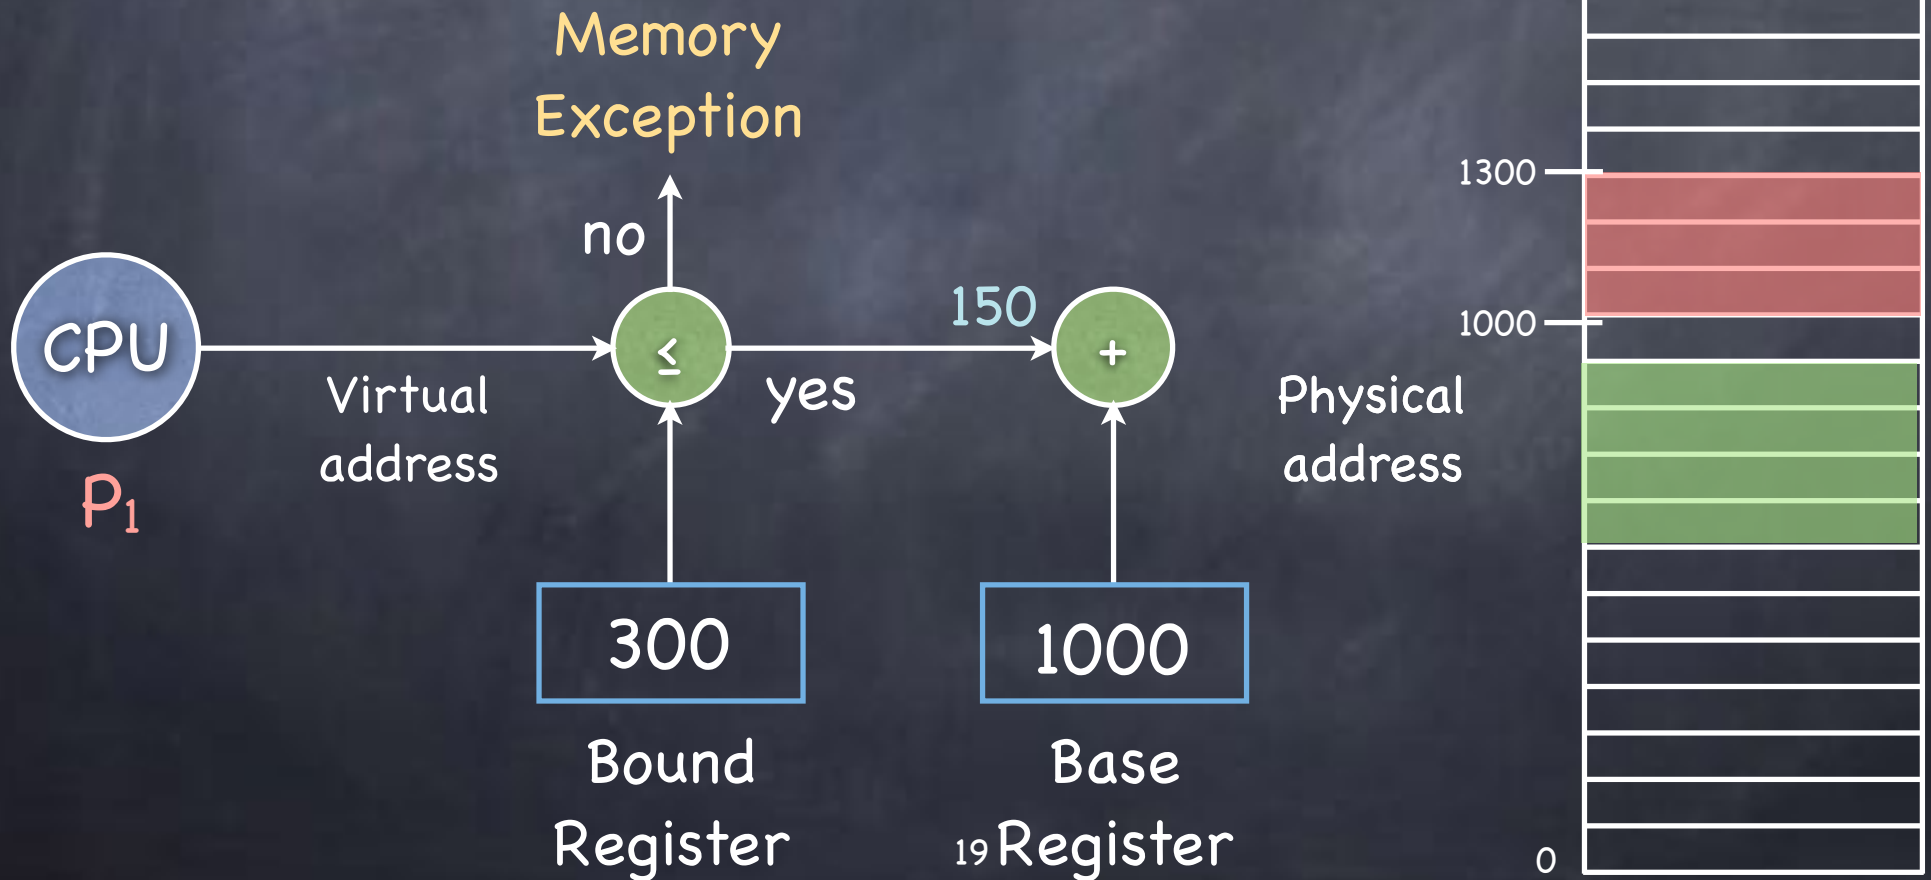 Memory
Exception
no
1300
CPU
≤
150
+
1000
yes
Virtual
address
Physical
address
P₁
300
1000
Bound
Register
Base
Register
19
0